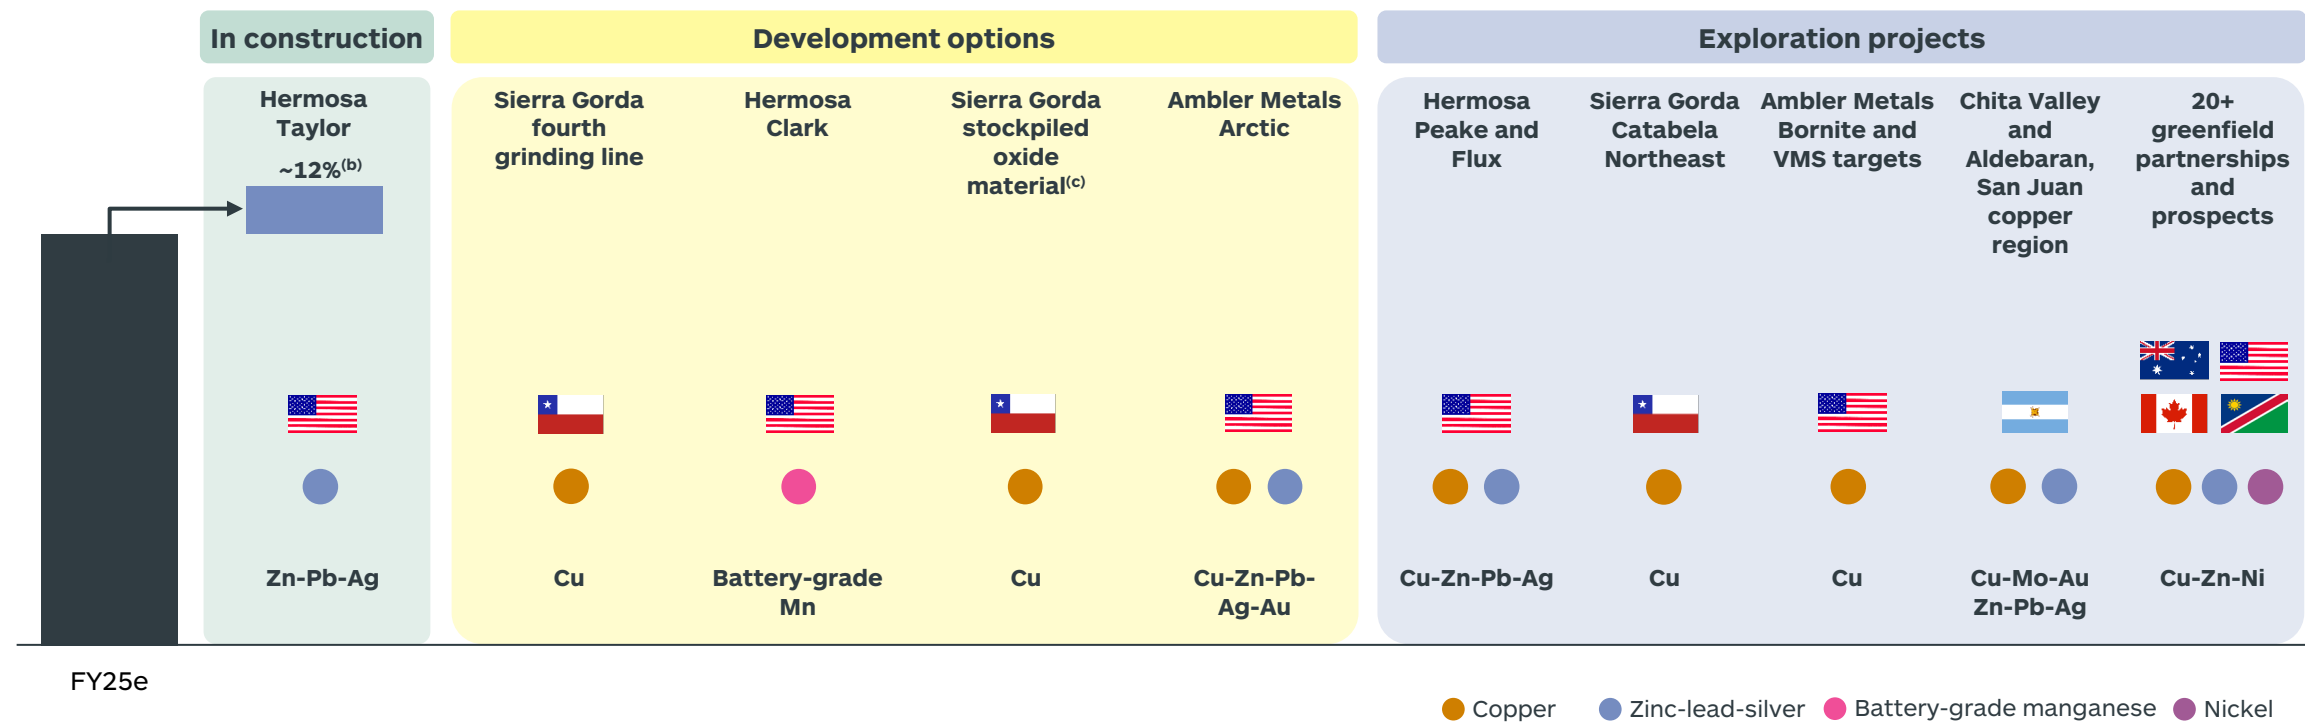 In construction
Development options
Exploration projects
Hermosa
Taylor
~12%(b)
Sierra Gorda
fourth
grinding line
Hermosa
Clark
Sierra Gorda
stockpiled
oxide
material(c)
Ambler Metals
Arctic
Hermosa
Peake and
Flux
Sierra Gorda
Catabela
Northeast
Ambler Metals
Bornite and
VMS targets
Chita Valley
and
Aldebaran,
San Juan
copper
region
20+
greenfield
partnerships
and
prospects
Zn-Pb-Ag
Cu
Battery-grade
Mn
Cu
Cu-Zn-Pb-
Ag-Au
Cu-Zn-Pb-Ag
Cu
Cu
Cu-Mo-Au
Zn-Pb-Ag
Cu-Zn-Ni
FY25e
Copper
Zinc-lead-silver
Battery-grade manganese
Nickel